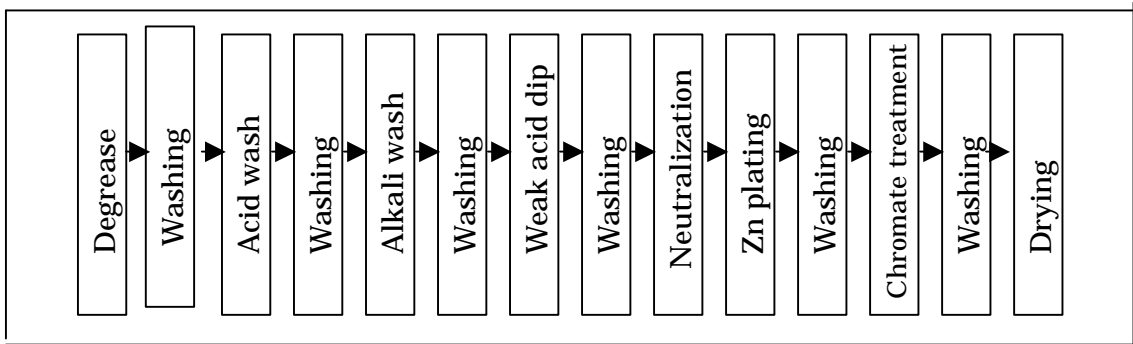 Degrease
Washing
Acid wash
Washing
Alkali wash
Washing
Weak acid dip
Washing
Neutralization
Zn plating
Washing
Chromate treatment
Washing
Drying